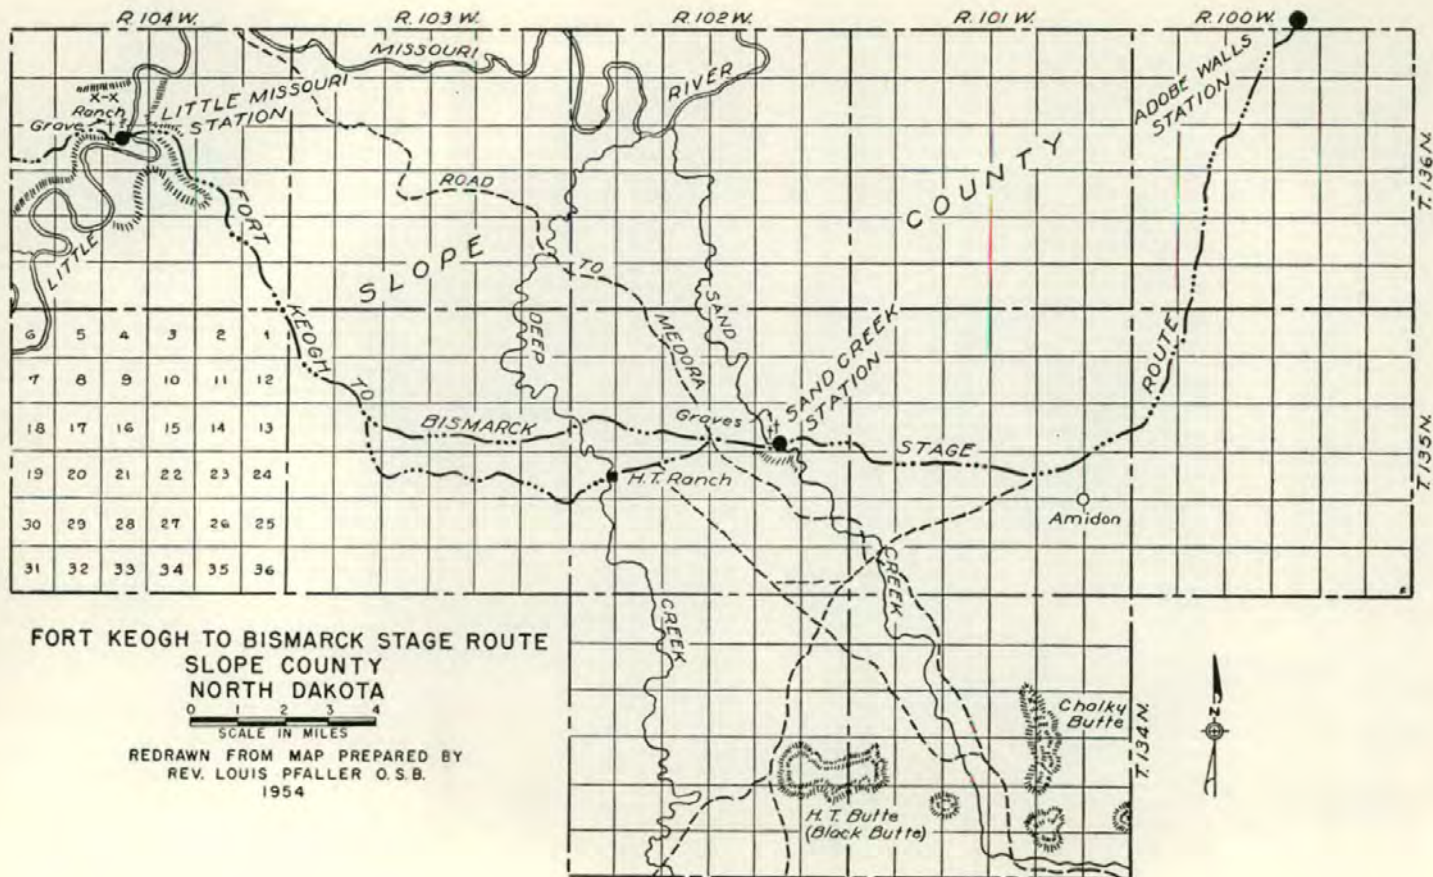 R. 104 W.
R. 103 W.
R. 102 W.
R. 101 W.
R. 100 W.
MISSOURI
RIVER
X-X
Ranch
Grave
LITTLE MISSOURI
STATION
ADOBE WALLS
STATION
T. 136 N.
COUNTY
ROAD
FORT
SLOPE
LITTLE
TO
KEOGH
DEEP
SAND
MEDORA
SAND CREEK
STATION
ROUTE
6 5 4 3 2 1
7 8 9 10 11 12
TO
18 17 16 15 14 13
BISMARCK
Graves
STAGE
T. 135 N.
19 20 21 22 23 24
H.T. Ranch
30 29 28 27 26 25
Amidon
31 32 33 34 35 36
CREEK
CREEK
FORT KEOGH TO BISMARCK STAGE ROUTE
SLOPE COUNTY
NORTH DAKOTA
0 1 2 3 4
SCALE IN MILES
REDRAWN FROM MAP PREPARED BY
REV. LOUIS PFALLER O.S.B.
1954
Chalky
Butte
T. 134 N.
N
H.T. Butte
(Black Butte)